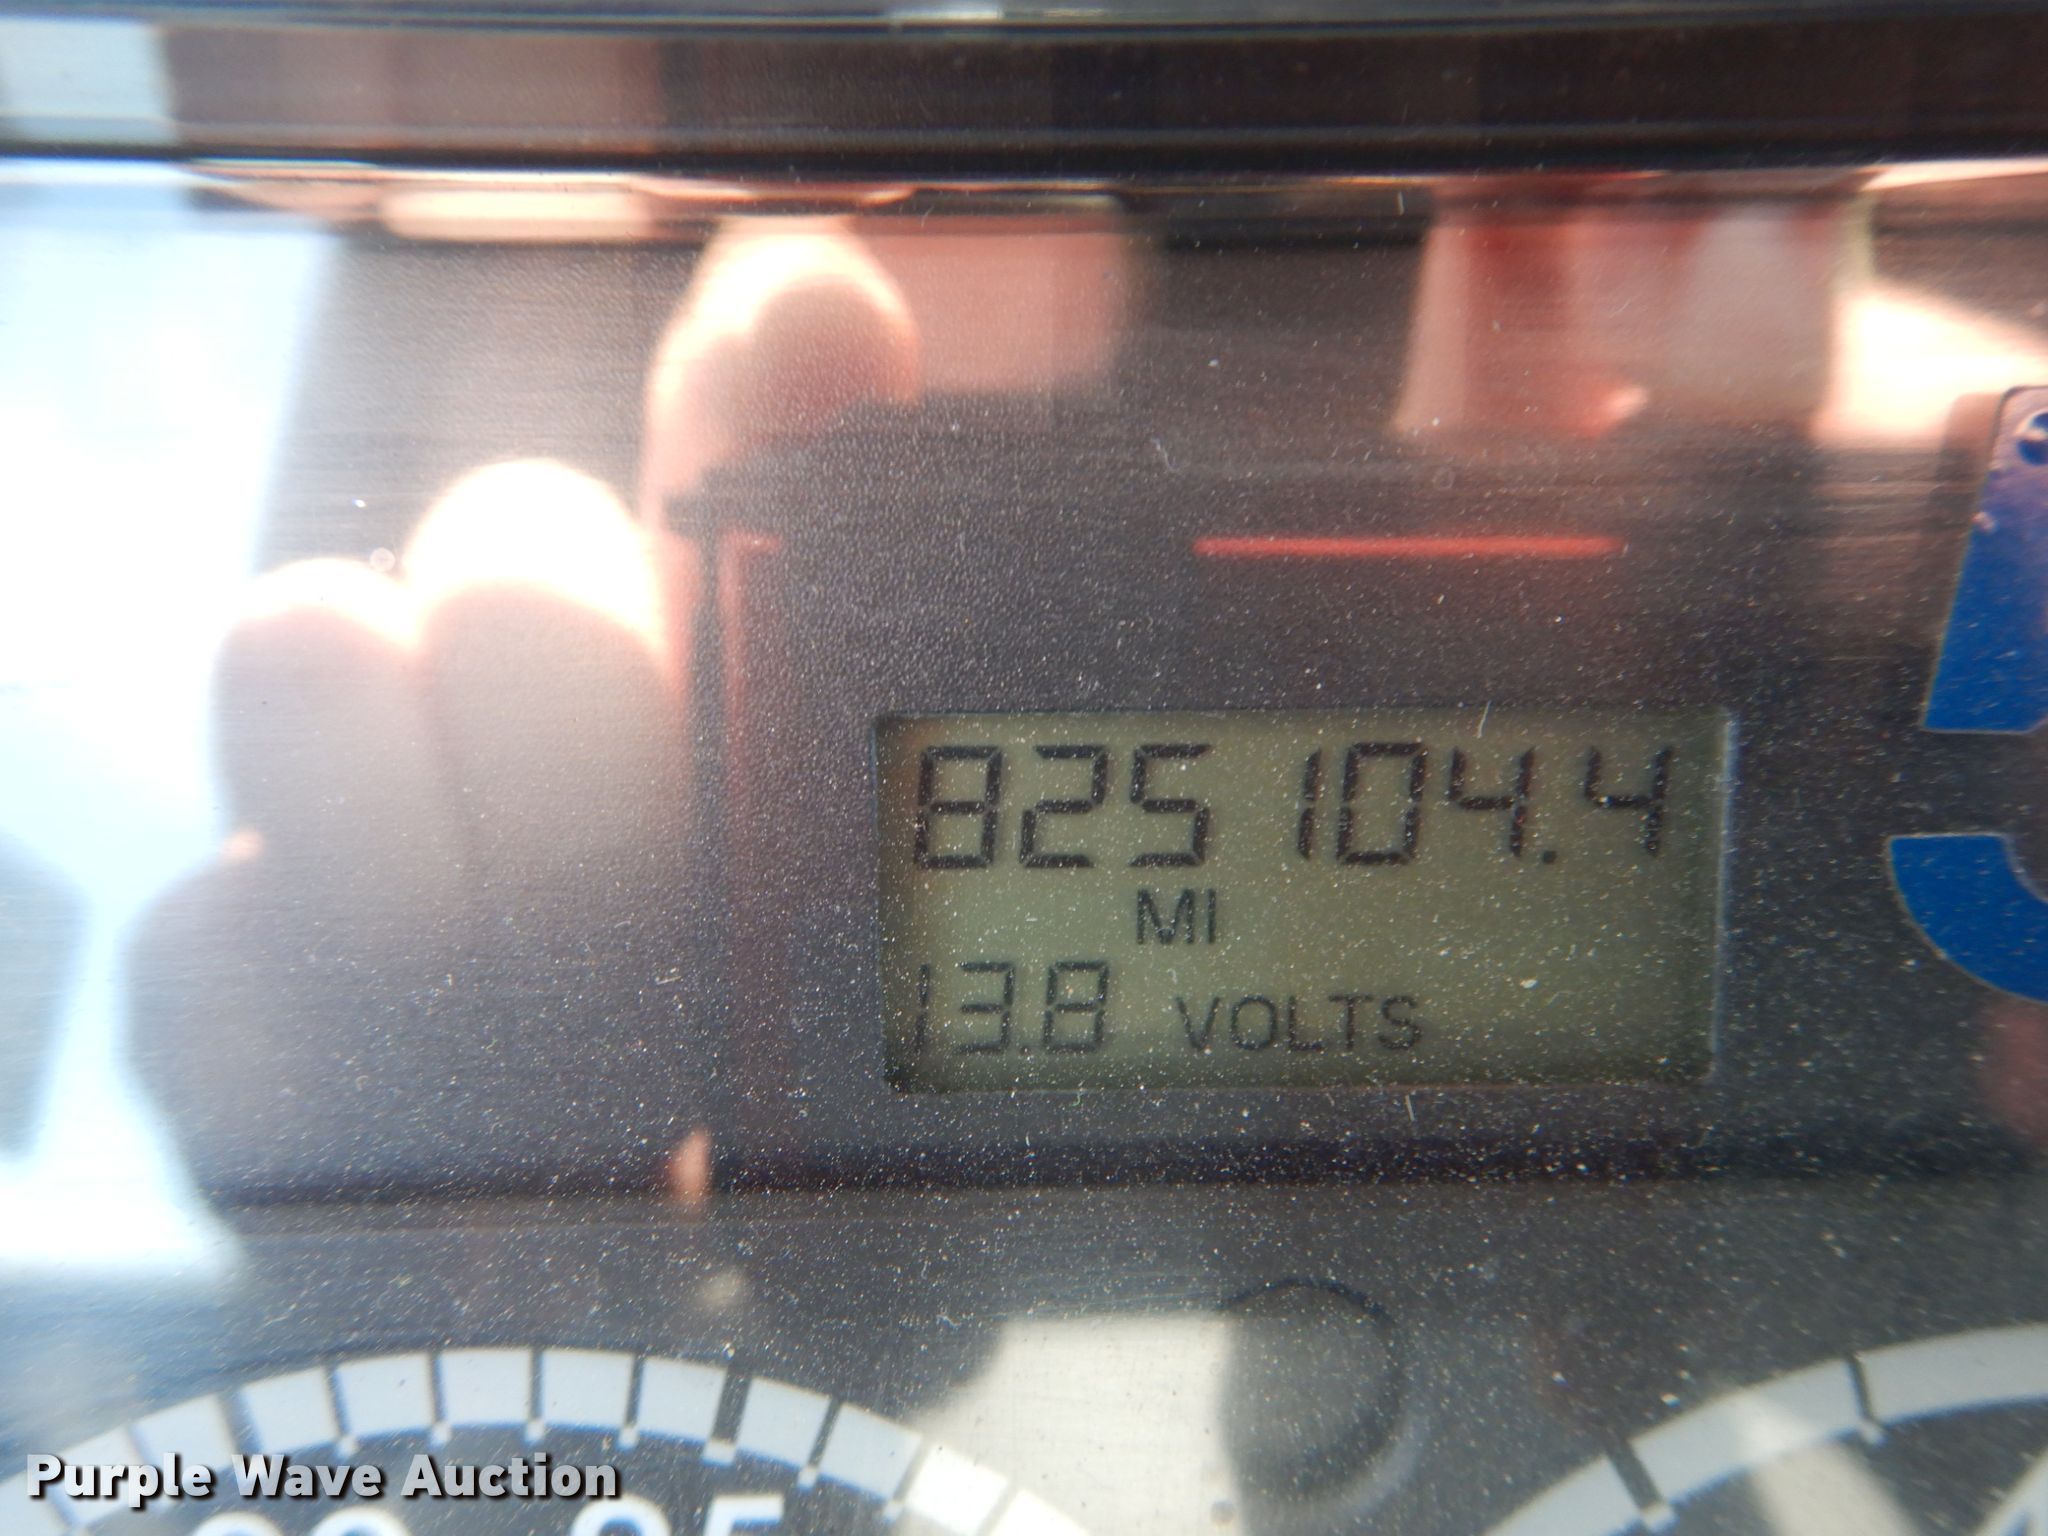 825104.4
MI
13.8 VOLTS
Purple Wave Auction